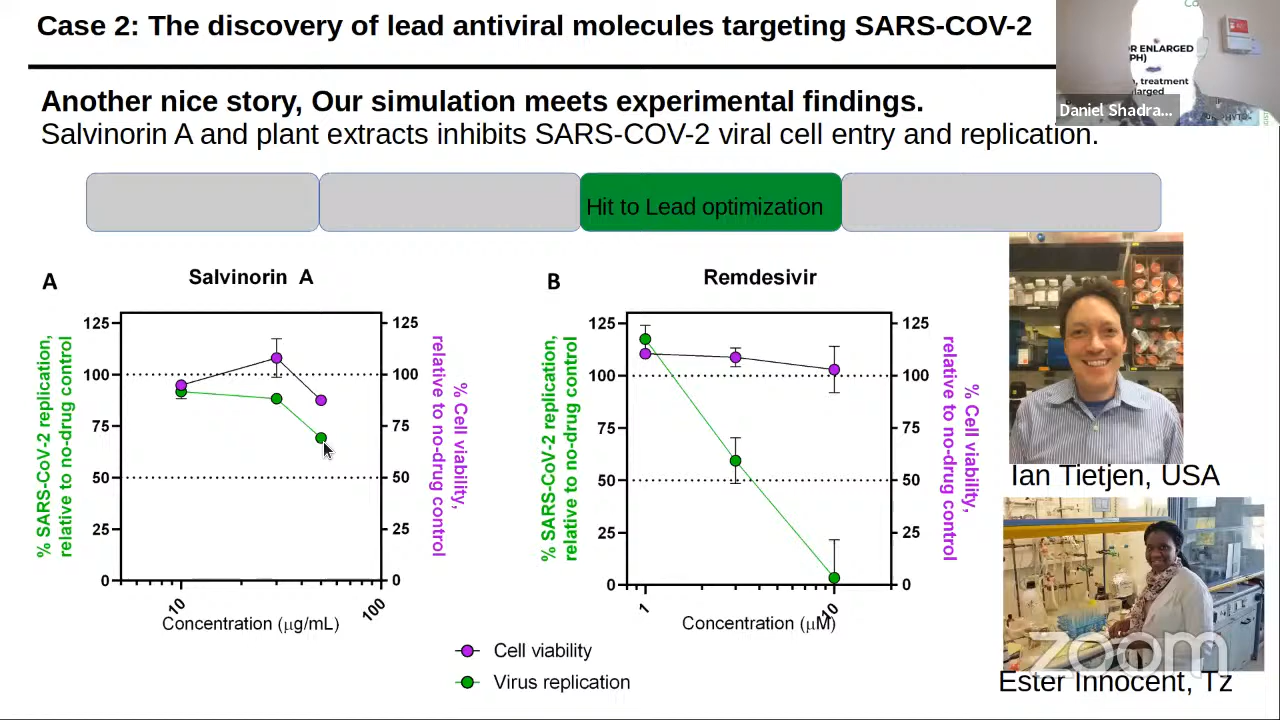 Case 2: The discovery of lead antiviral molecules targeting SARS-COV-2
Another nice story, Our simulation meets experimental findings.
Salvinorin A and plant extracts inhibits SARS-COV-2 viral cell entry and replication.
R ENLARGED
PH)
, treatment
larged
Daniel Shadra...
Hit to Lead optimization
A
Salvinorin A
% SARS-CoV-2 replication,
relative to no-drug control
125
100
75
50
25
0
125
100
75
50
25
0
% Cell viability,
relative to no-drug control
10
100
Concentration (μg/mL)
B
Remdesivir
% SARS-CoV-2 replication,
relative to no-drug control
125
100
75
50
25
0
125
100
75
50
25
0
% Cell viability,
relative to no-drug control
1
10
Concentration (μM)
Cell viability
Virus replication
Ian Tietjen, USA
zoom
Ester Innocent, Tz